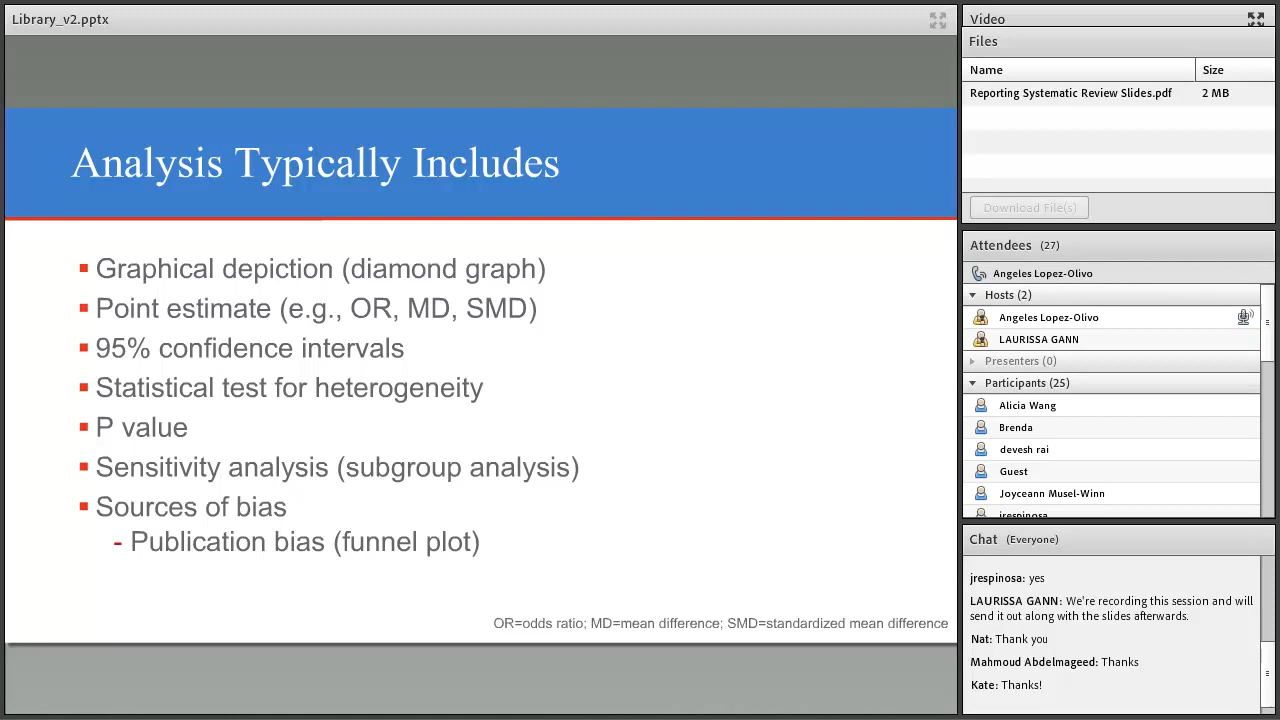 Library_v2.pptx
Analysis Typically Includes
Graphical depiction (diamond graph)
Point estimate (e.g., OR, MD, SMD)
95% confidence intervals
Statistical test for heterogeneity
P value
Sensitivity analysis (subgroup analysis)
Sources of bias
- Publication bias (funnel plot)
OR=odds ratio; MD=mean difference; SMD=standardized mean difference
Video
Files
Name Size
Reporting Systematic Review Slides.pdf 2 MB
Download File(s)
Attendees (27)
Angeles Lopez-Olivo
Hosts (2)
Angeles Lopez-Olivo
LAURISSA GANN
Presenters (0)
Participants (25)
Alicia Wang
Brenda
devesh rai
Guest
Joyceann Musel-Winn
jrespinosa
Chat (Everyone)
jrespinosa: yes
LAURISSA GANN: We're recording this session and will
send it out along with the slides afterwards.
Nat: Thank you
Mahmoud Abdelmageed: Thanks
Kate: Thanks!